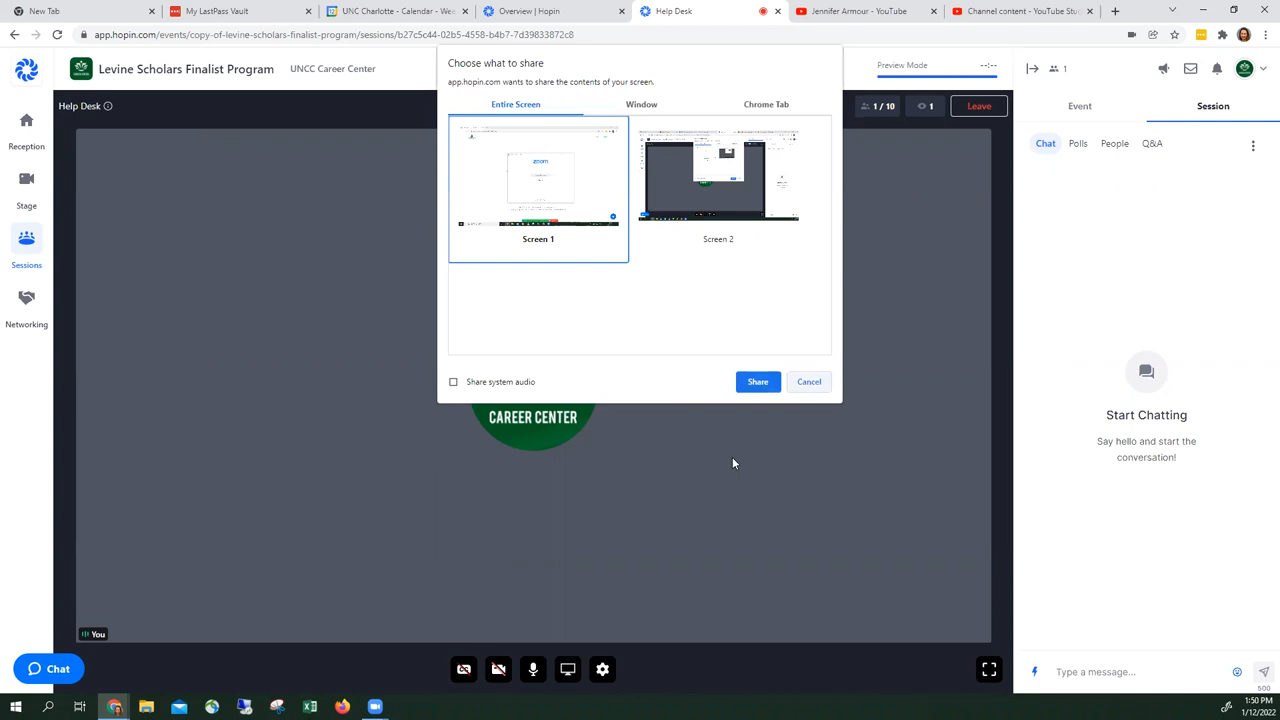 New Tab
My LastPass Vault
UNC Charlotte - Calendar - Wee
Overview | Hopin
Help Desk
Jennifer Armour - YouTube
Channel content - YouTube Stu
app.hopin.com/events/copy-of-levine-scholars-finalist-program/sessions/b27c5c44-02b5-4558-b4b7-7d39833872c8
Levine Scholars Finalist Program
UNCC Career Center
Preview Mode
--:--
1
Help Desk
1 / 10
1
Leave
Reception
Stage
Sessions
Networking
Choose what to share
app.hopin.com wants to share the contents of your screen.
Entire Screen
Window
Chrome Tab
zoom
Screen 1
Screen 2
Share system audio
Share
Cancel
CAREER CENTER
You
Chat
Event
Session
Chat
Polls
People
Q&A
Start Chatting
Say hello and start the
conversation!
Type a message...
500
1:50 PM
1/12/2022